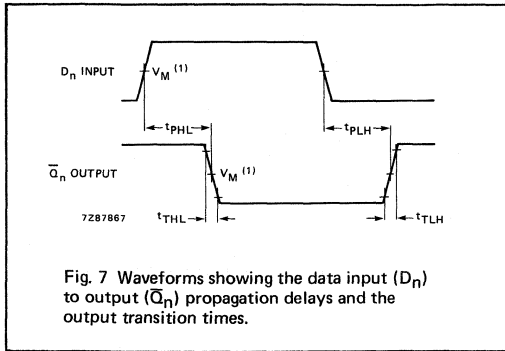 Dn INPUT
VM (1)
tPHL
tPLH
Q̅n OUTPUT
VM (1)
7Z87867
tTHL
tTLH
Fig. 7 Waveforms showing the data input (Dn)
to output (Q̅n) propagation delays and the
output transition times.